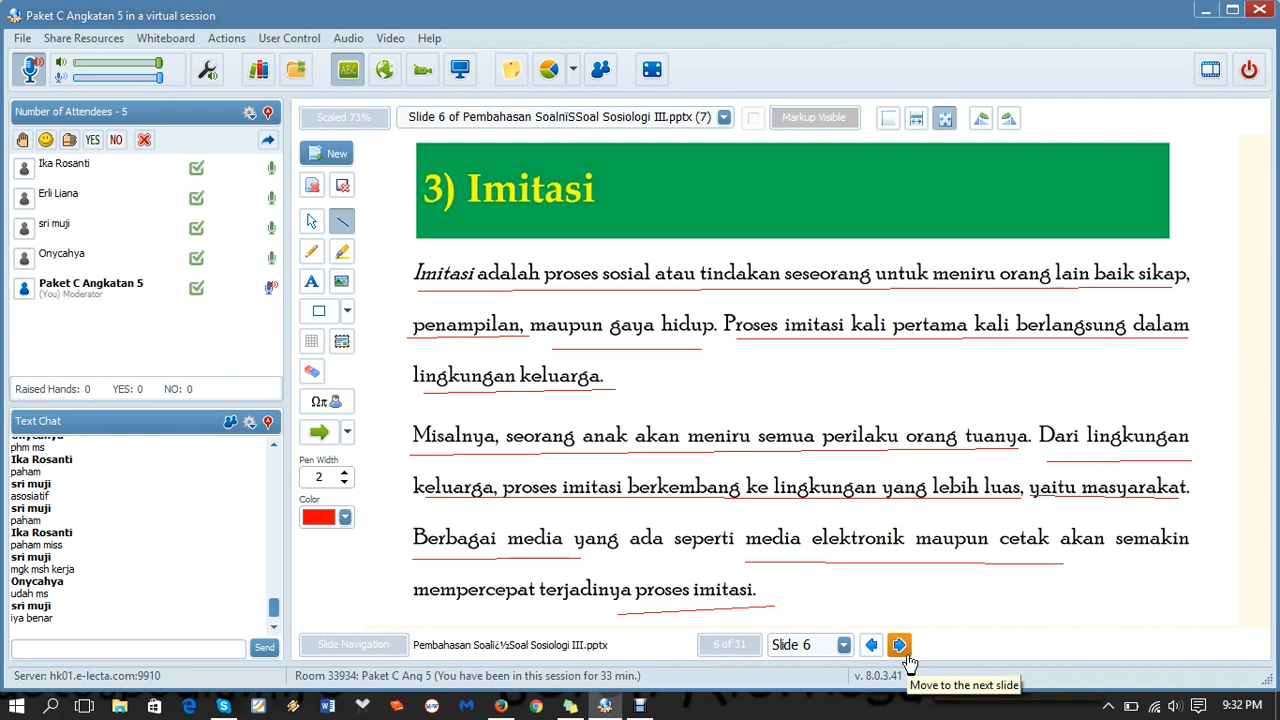 Paket C Angkatan 5 in a virtual session
File Share Resources Whiteboard Actions User Control Audio Video Help
Number of Attendees - 5
YES NO
Ika Rosanti
Erli Liana
sri muji
Onycahya
Paket C Angkatan 5
(You) Moderator
Raised Hands: 0 YES: 0 NO: 0
Text Chat
Onycahya
phm ms
Ika Rosanti
paham
sri muji
asosiatif
sri muji
paham
Ika Rosanti
paham miss
sri muji
mgk msh kerja
Onycahya
udah ms
sri muji
iya benar
Send
Scaled 73%
Slide 6 of Pembahasan SoalпїЅSoal Sosiologi III.pptx (7)
Markup Visible
New
ABC
A
Ωπ
Pen Width
2
Color
3) Imitasi
Imitasi adalah proses sosial atau tindakan seseorang untuk meniru orang lain baik sikap,
penampilan, maupun gaya hidup. Proses imitasi kali pertama kali berlangsung dalam
lingkungan keluarga.
Misalnya, seorang anak akan meniru semua perilaku orang tuanya. Dari lingkungan
keluarga, proses imitasi berkembang ke lingkungan yang lebih luas, yaitu masyarakat.
Berbagai media yang ada seperti media elektronik maupun cetak akan semakin
mempercepat terjadinya proses imitasi.
Slide Navigation
Pembahasan Soalï¿½Soal Sosiologi III.pptx
6 of 31
Slide 6
Move to the next slide
Server: hk01.e-lecta.com:9910
Room 33934: Paket C Ang 5 (You have been in this session for 33 min.)
v. 8.0.3.41
9:32 PM